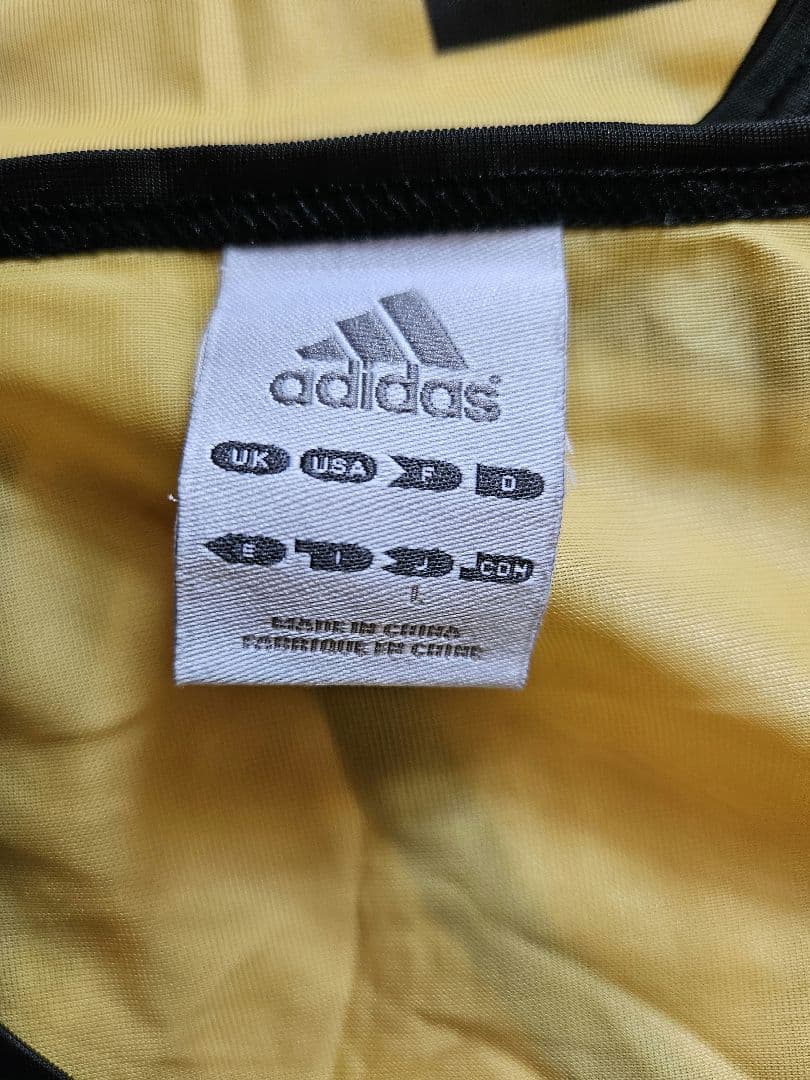 adidas
UK USA F D
E I J .COM
L
MADE IN CHINA
FABRIQUE EN CHINE